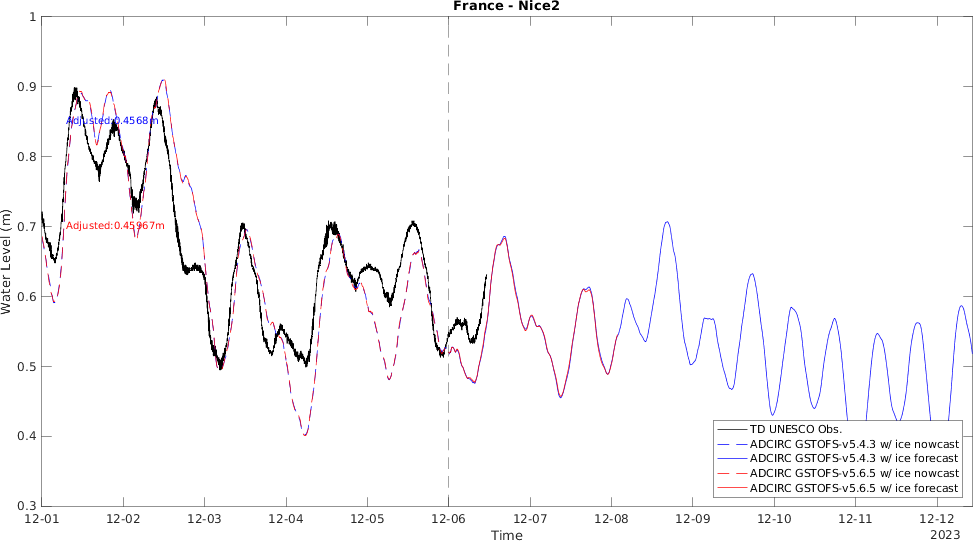 France - Nice2
Water Level (m)
1
0.9
0.8
0.7
0.6
0.5
0.4
0.3
Adjusted:0.4568m
Adjusted:0.45967m
TD UNESCO Obs.
ADCIRC GSTOFS-v5.4.3 w/ ice nowcast
ADCIRC GSTOFS-v5.4.3 w/ ice forecast
ADCIRC GSTOFS-v5.6.5 w/ ice nowcast
ADCIRC GSTOFS-v5.6.5 w/ ice forecast
12-01 12-02 12-03 12-04 12-05 12-06 12-07 12-08 12-09 12-10 12-11 12-12
Time
2023